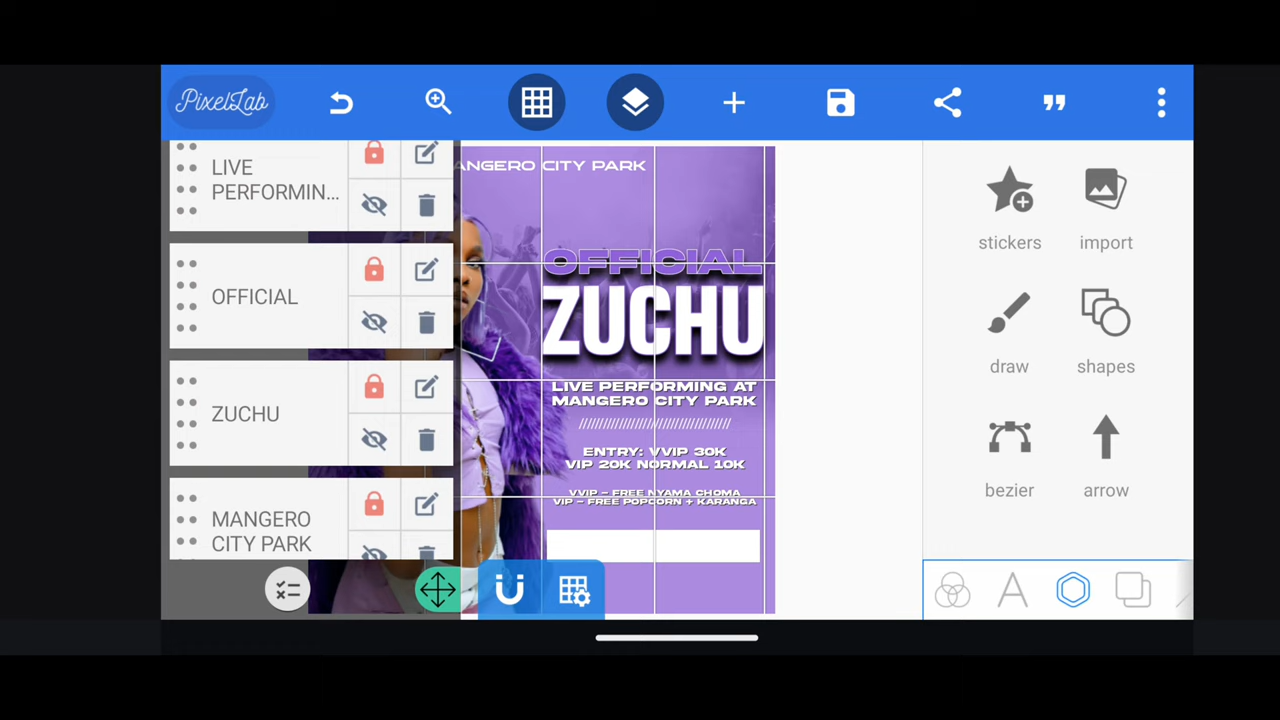 PixelLab
LIVE
PERFORMIN...
OFFICIAL
ZUCHU
MANGERO
CITY PARK
ANGERO CITY PARK
OFFICIAL
ZUCHU
LIVE PERFORMING AT
MANGERO CITY PARK
//////////////////////////////////////
ENTRY: VVIP 30K
VIP 20K NORMAL 10K
VVIP - FREE NYAMA CHOMA
VIP - FREE POPCORN + KARANGA
stickers
import
draw
shapes
bezier
arrow